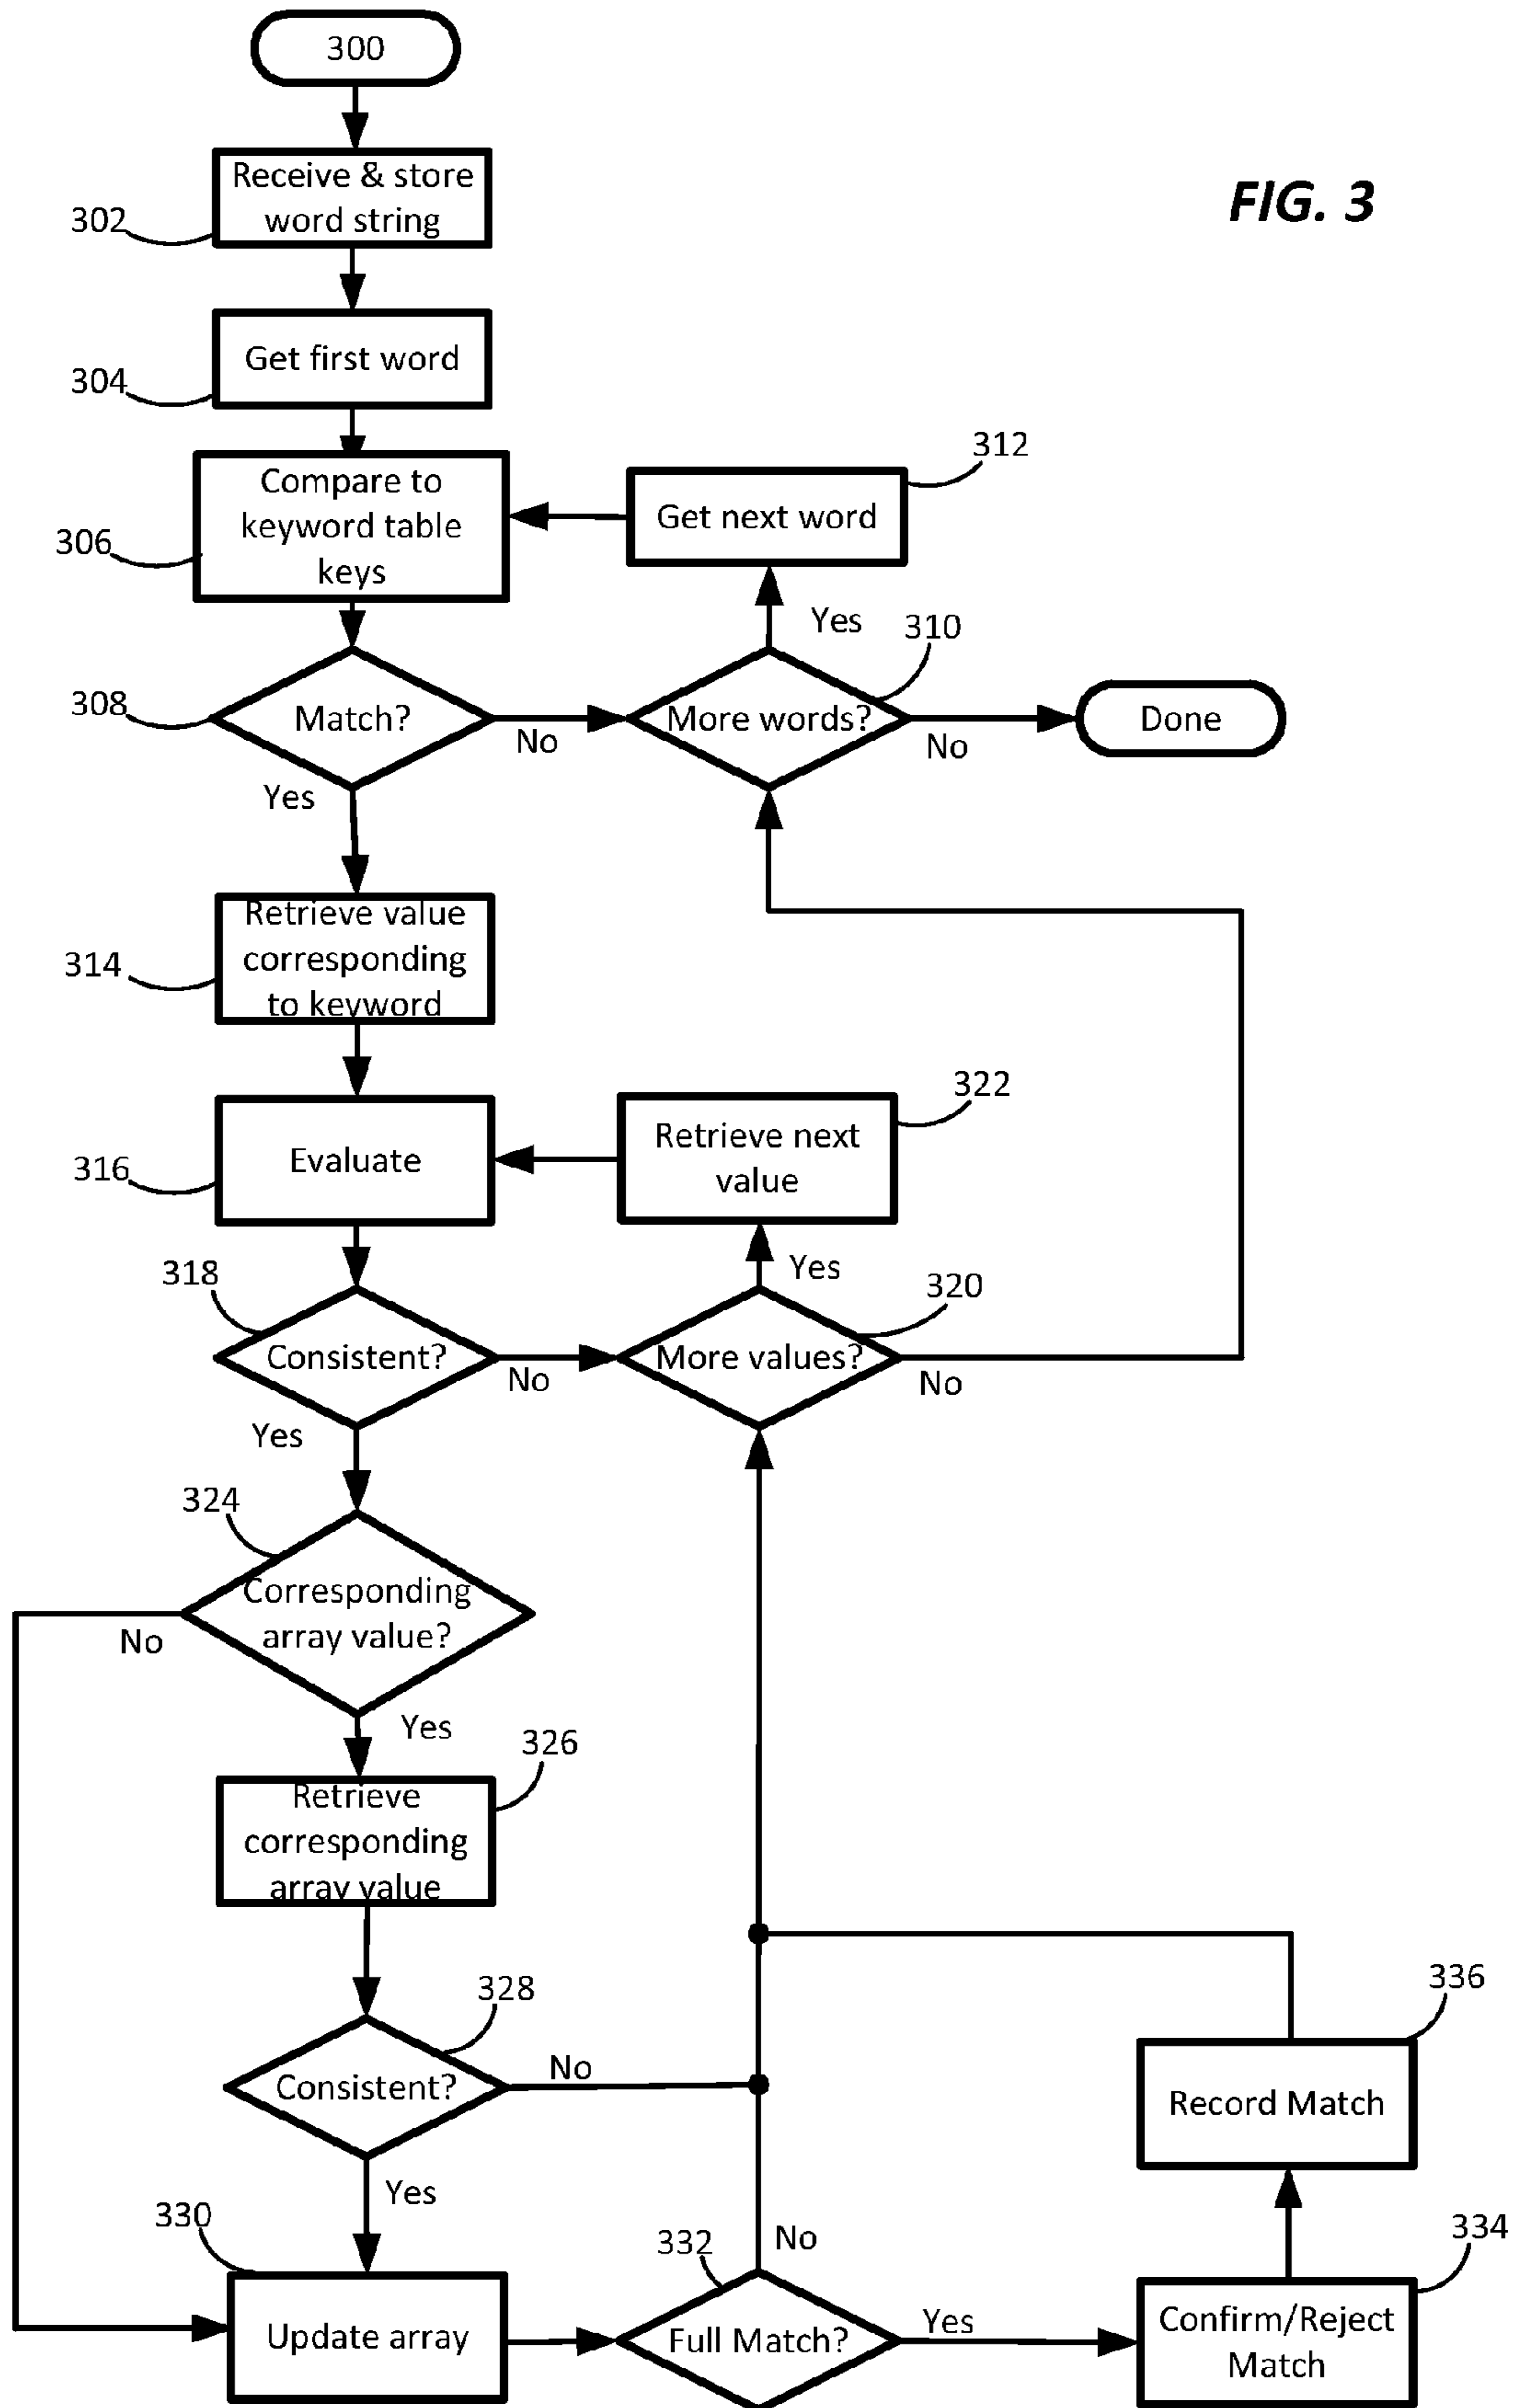 300
FIG. 3
Receive & store
word string
302
Get first word
304
312
Compare to
keyword table
keys
Get next word
306
Yes
310
308
Match?
More words?
Done
No
No
Yes
Retrieve value
corresponding
to keyword
314
322
Retrieve next
value
Evaluate
316
318
Yes
320
Consistent?
More values?
No
No
Yes
324
Corresponding
array value?
No
Yes
326
Retrieve
corresponding
array value
328
336
No
Consistent?
Record Match
Yes
330
332
No
334
Update array
Full Match?
Yes
Confirm/Reject
Match